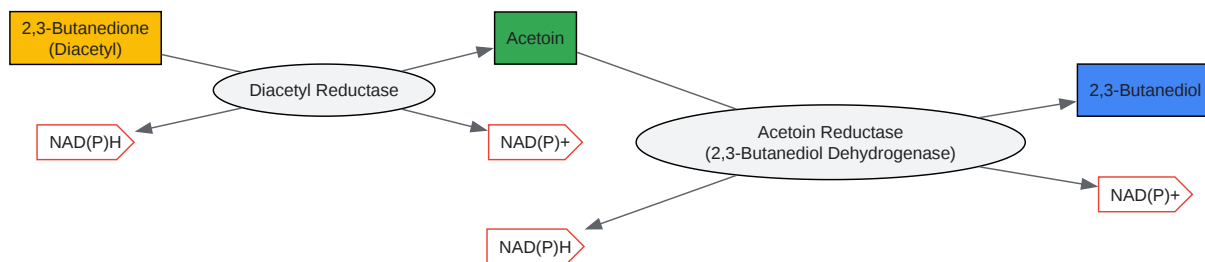 2,3-Butanedione
(Diacetyl)
Acetoin
Diacetyl Reductase
2,3-Butanediol
NAD(P)H
NAD(P)+
Acetoin Reductase
(2,3-Butanediol Dehydrogenase)
NAD(P)+
NAD(P)H